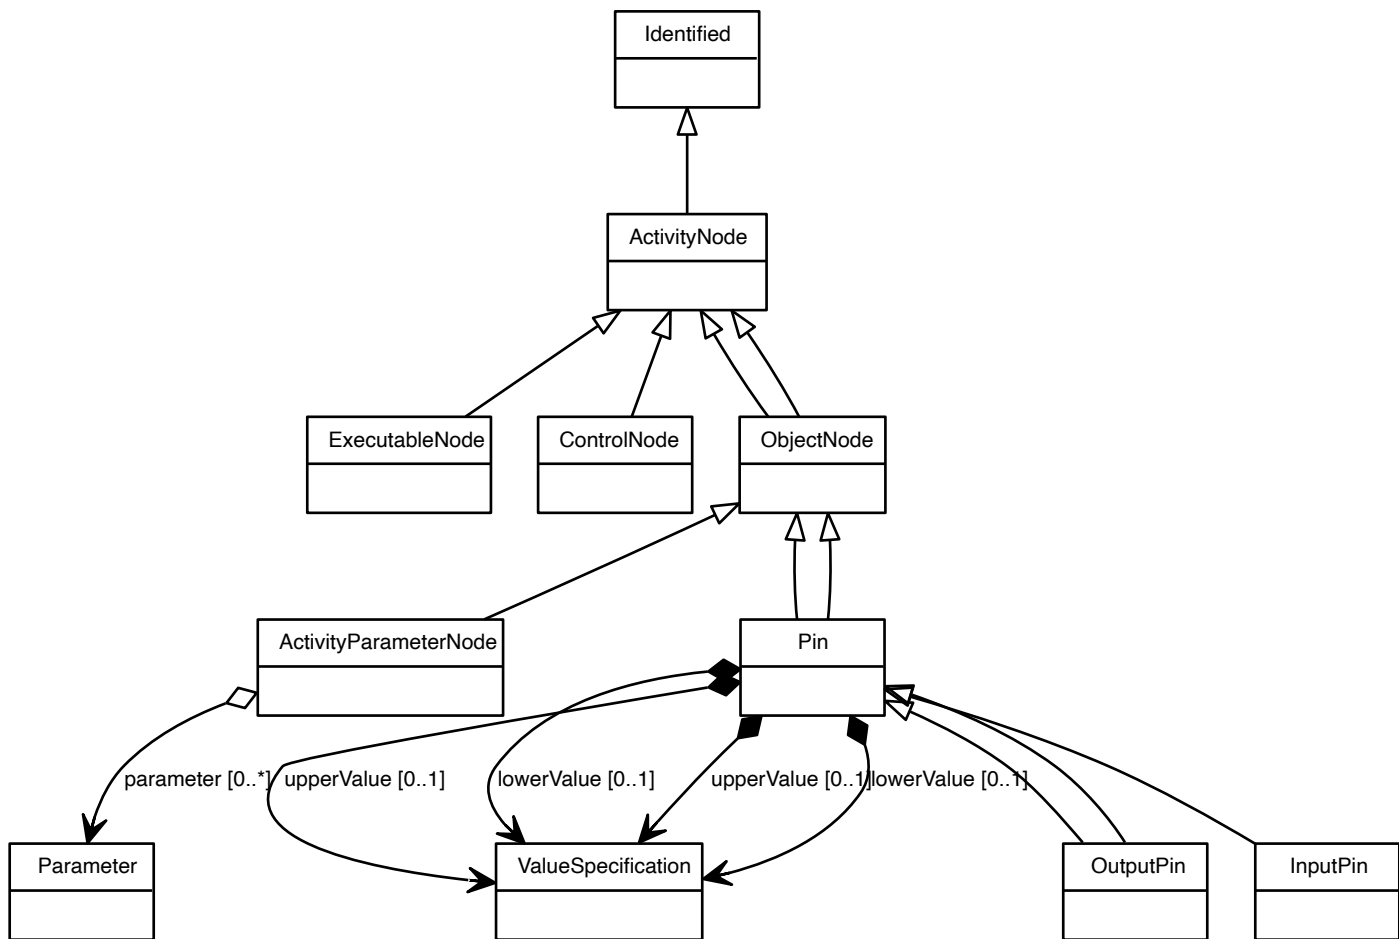 Identified
ActivityNode
ExecutableNode
ControlNode
ObjectNode
ActivityParameterNode
Pin
parameter [0..*]
upperValue [0..1]
lowerValue [0..1]
upperValue [0..1]
lowerValue [0..1]
Parameter
ValueSpecification
OutputPin
InputPin